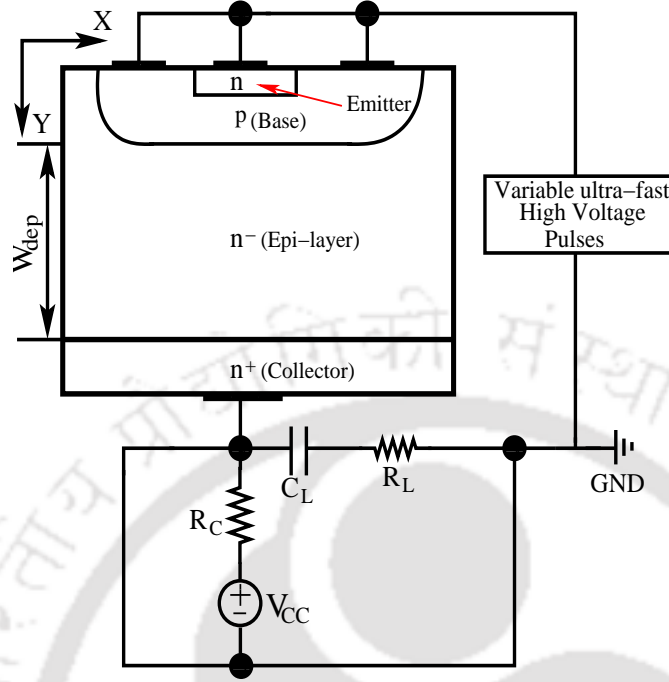 X
Y
n
Emitter
p (Base)
W_dep
n⁻ (Epi−layer)
Variable ultra−fast
High Voltage
Pulses
n⁺ (Collector)
C_L
R_L
GND
R_C
+
−
V_CC